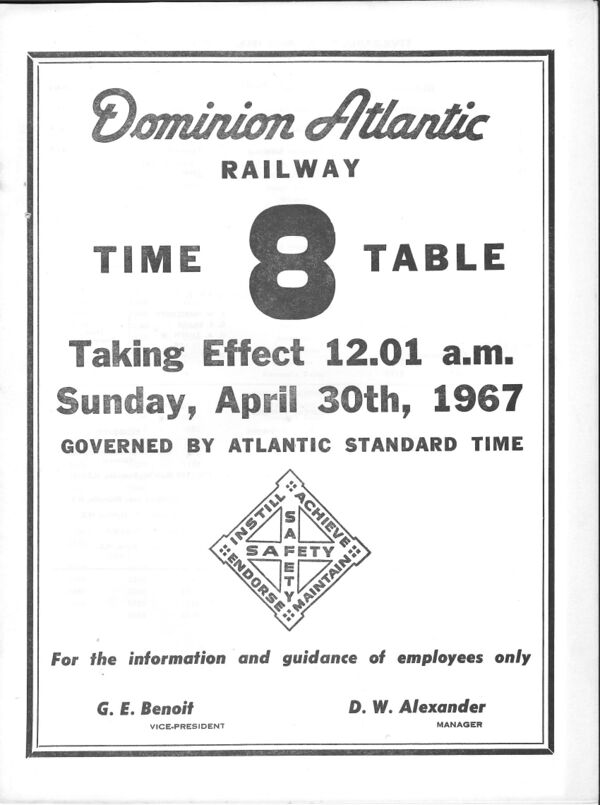 Dominion Atlantic
RAILWAY
TIME 8 TABLE
Taking Effect 12.01 a.m.
Sunday, April 30th, 1967
GOVERNED BY ATLANTIC STANDARD TIME
INSTILL ACHIEVE
SAFETY
SAFETY
ENDORSE MAINTAIN
For the information and guidance of employees only
G. E. Benoit D. W. Alexander
VICE-PRESIDENT MANAGER